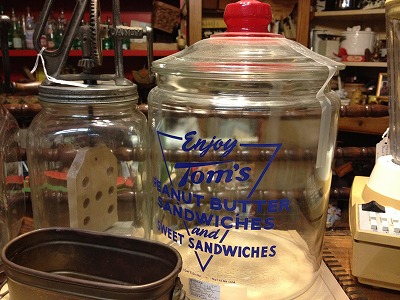 Enjoy
Tom's
PEANUT BUTTER
SANDWICHES
and
SWEET SANDWICHES